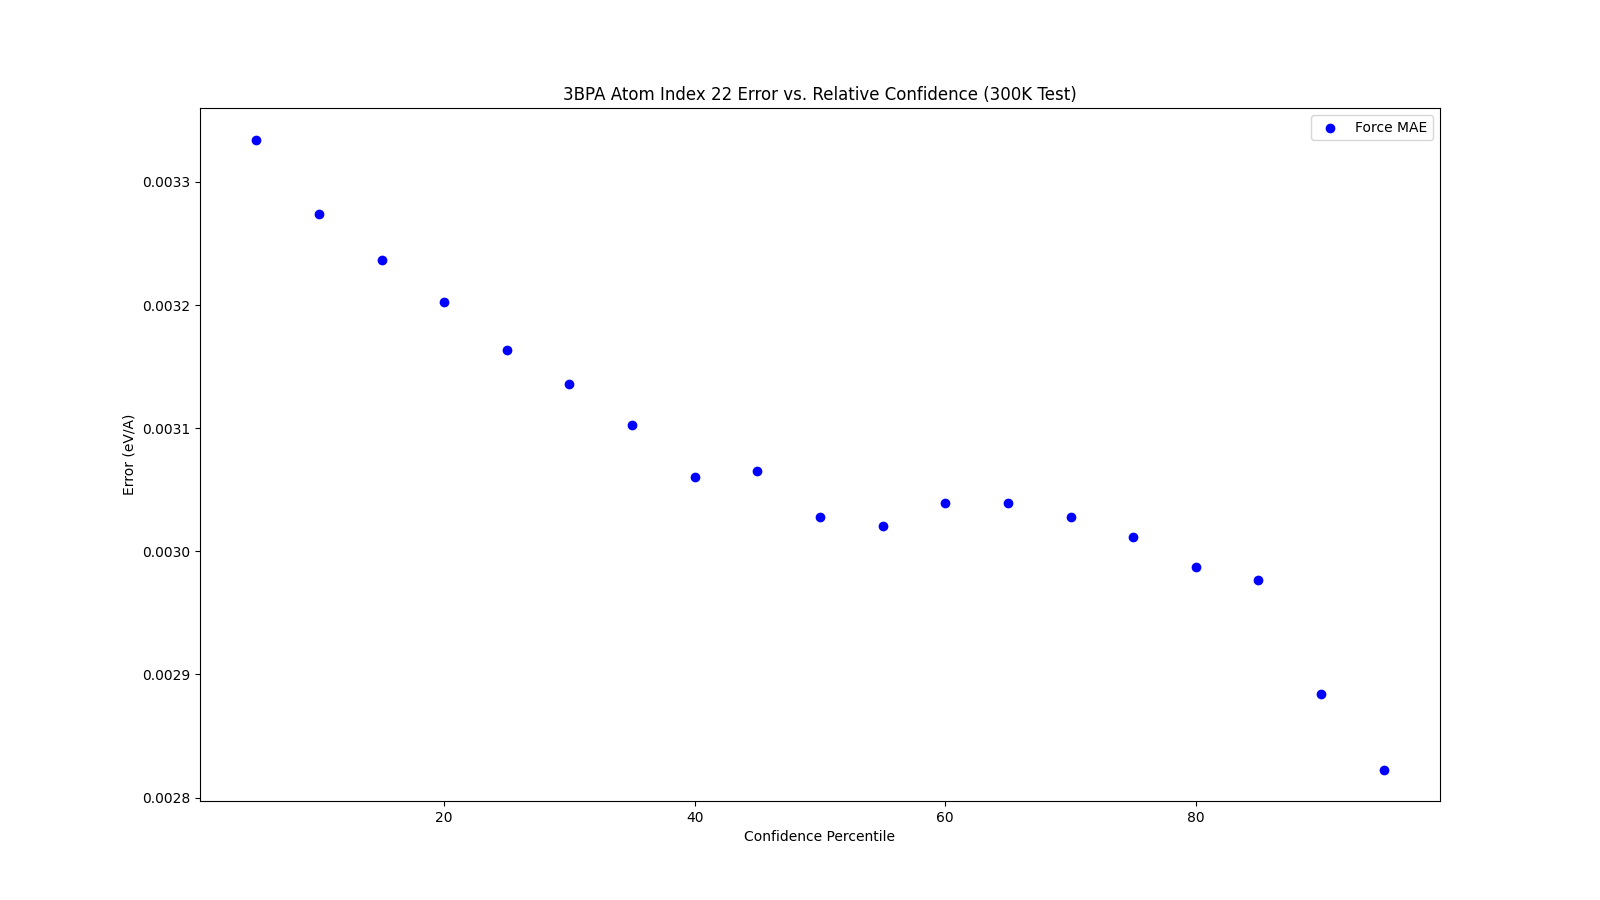 3BPA Atom Index 22 Error vs. Relative Confidence (300K Test)
Force MAE
0.0033
0.0032
0.0031
0.0030
0.0029
0.0028
Error (eV/A)
20 40 60 80
Confidence Percentile